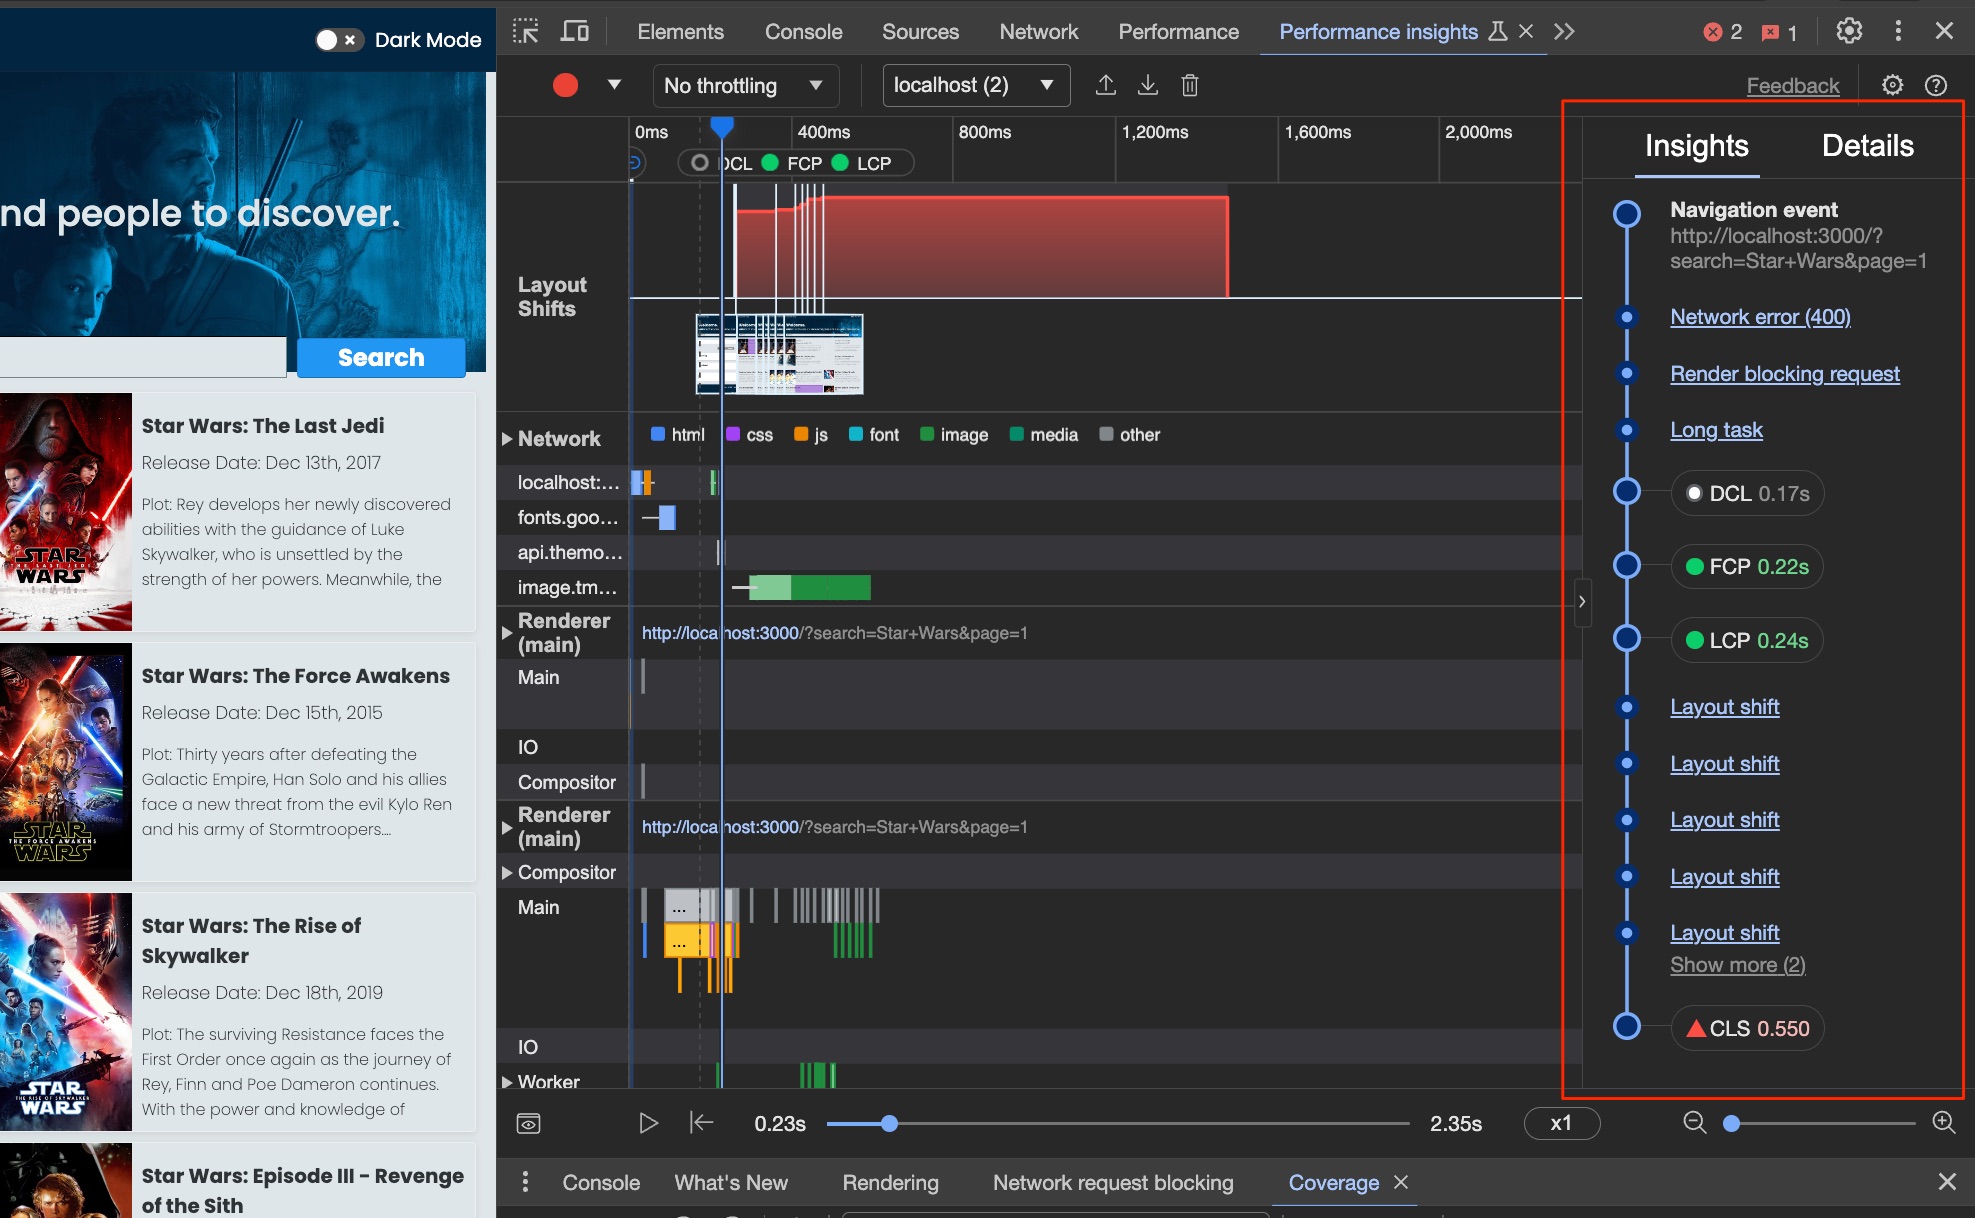 Dark Mode
nd people to discover.
Search
Star Wars: The Last Jedi
Release Date: Dec 13th, 2017
Plot: Rey develops her newly discovered
abilities with the guidance of Luke
Skywalker, who is unsettled by the
strength of her powers. Meanwhile, the
STAR
WARS
Star Wars: The Force Awakens
Release Date: Dec 15th, 2015
Plot: Thirty years after defeating the
Galactic Empire, Han Solo and his allies
face a new threat from the evil Kylo Ren
and his army of Stormtroopers....
STAR
THE FORCE AWAKENS
WARS
Star Wars: The Rise of
Skywalker
Release Date: Dec 18th, 2019
Plot: The surviving Resistance faces the
First Order once again as the journey of
Rey, Finn and Poe Dameron continues.
With the power and knowledge of
STAR
THE RISE OF SKYWALKER
WARS
Star Wars: Episode III - Revenge
of the Sith
Elements Console Sources Network Performance Performance insights 2 1
No throttling localhost (2) Feedback
0ms 400ms 800ms 1,200ms 1,600ms 2,000ms
DCL FCP LCP
Layout
Shifts
Network html css js font image media other
localhost:...
fonts.goo...
api.themo...
image.tm...
Renderer
(main)
http://localhost:3000/?search=Star+Wars&page=1
Main
IO
Compositor
Renderer
(main)
http://localhost:3000/?search=Star+Wars&page=1
Compositor
Main
...
...
IO
Worker
Insights Details
Navigation event
http://localhost:3000/?
search=Star+Wars&page=1
Network error (400)
Render blocking request
Long task
DCL 0.17s
FCP 0.22s
LCP 0.24s
Layout shift
Layout shift
Layout shift
Layout shift
Layout shift
Show more (2)
CLS 0.550
0.23s 2.35s x1
Console What's New Rendering Network request blocking Coverage